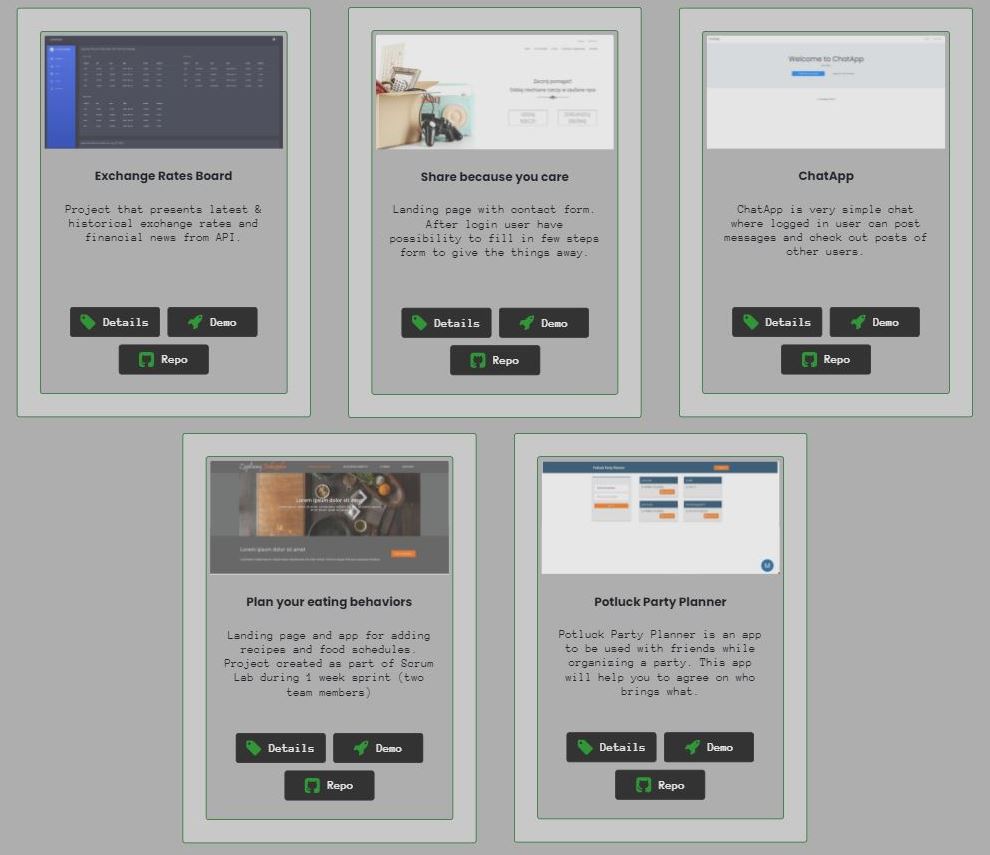 Welcome to ChatApp
Exchange Rates Board
Project that presents latest &
historical exchange rates and
financial news from API.
Details
Demo
Repo
Share because you care
Landing page with contact form.
After login user have
possibility to fill in few steps
form to give the things away.
Details
Demo
Repo
ChatApp
ChatApp is very simple chat
where logged in user can post
messages and check out posts of
other users.
Details
Demo
Repo
Lorem ipsum dolor sit amet
Lorem ipsum dolor sit amet
Plan your eating behaviors
Landing page and app for adding
recipes and food schedules.
Project created as part of Scrum
Lab during 1 week sprint (two
team members)
Details
Demo
Repo
Potluck Party Planner
M
Potluck Party Planner
Potluck Party Planner is an app
to be used with friends while
organizing a party. This app
will help you to agree on who
brings what.
Details
Demo
Repo